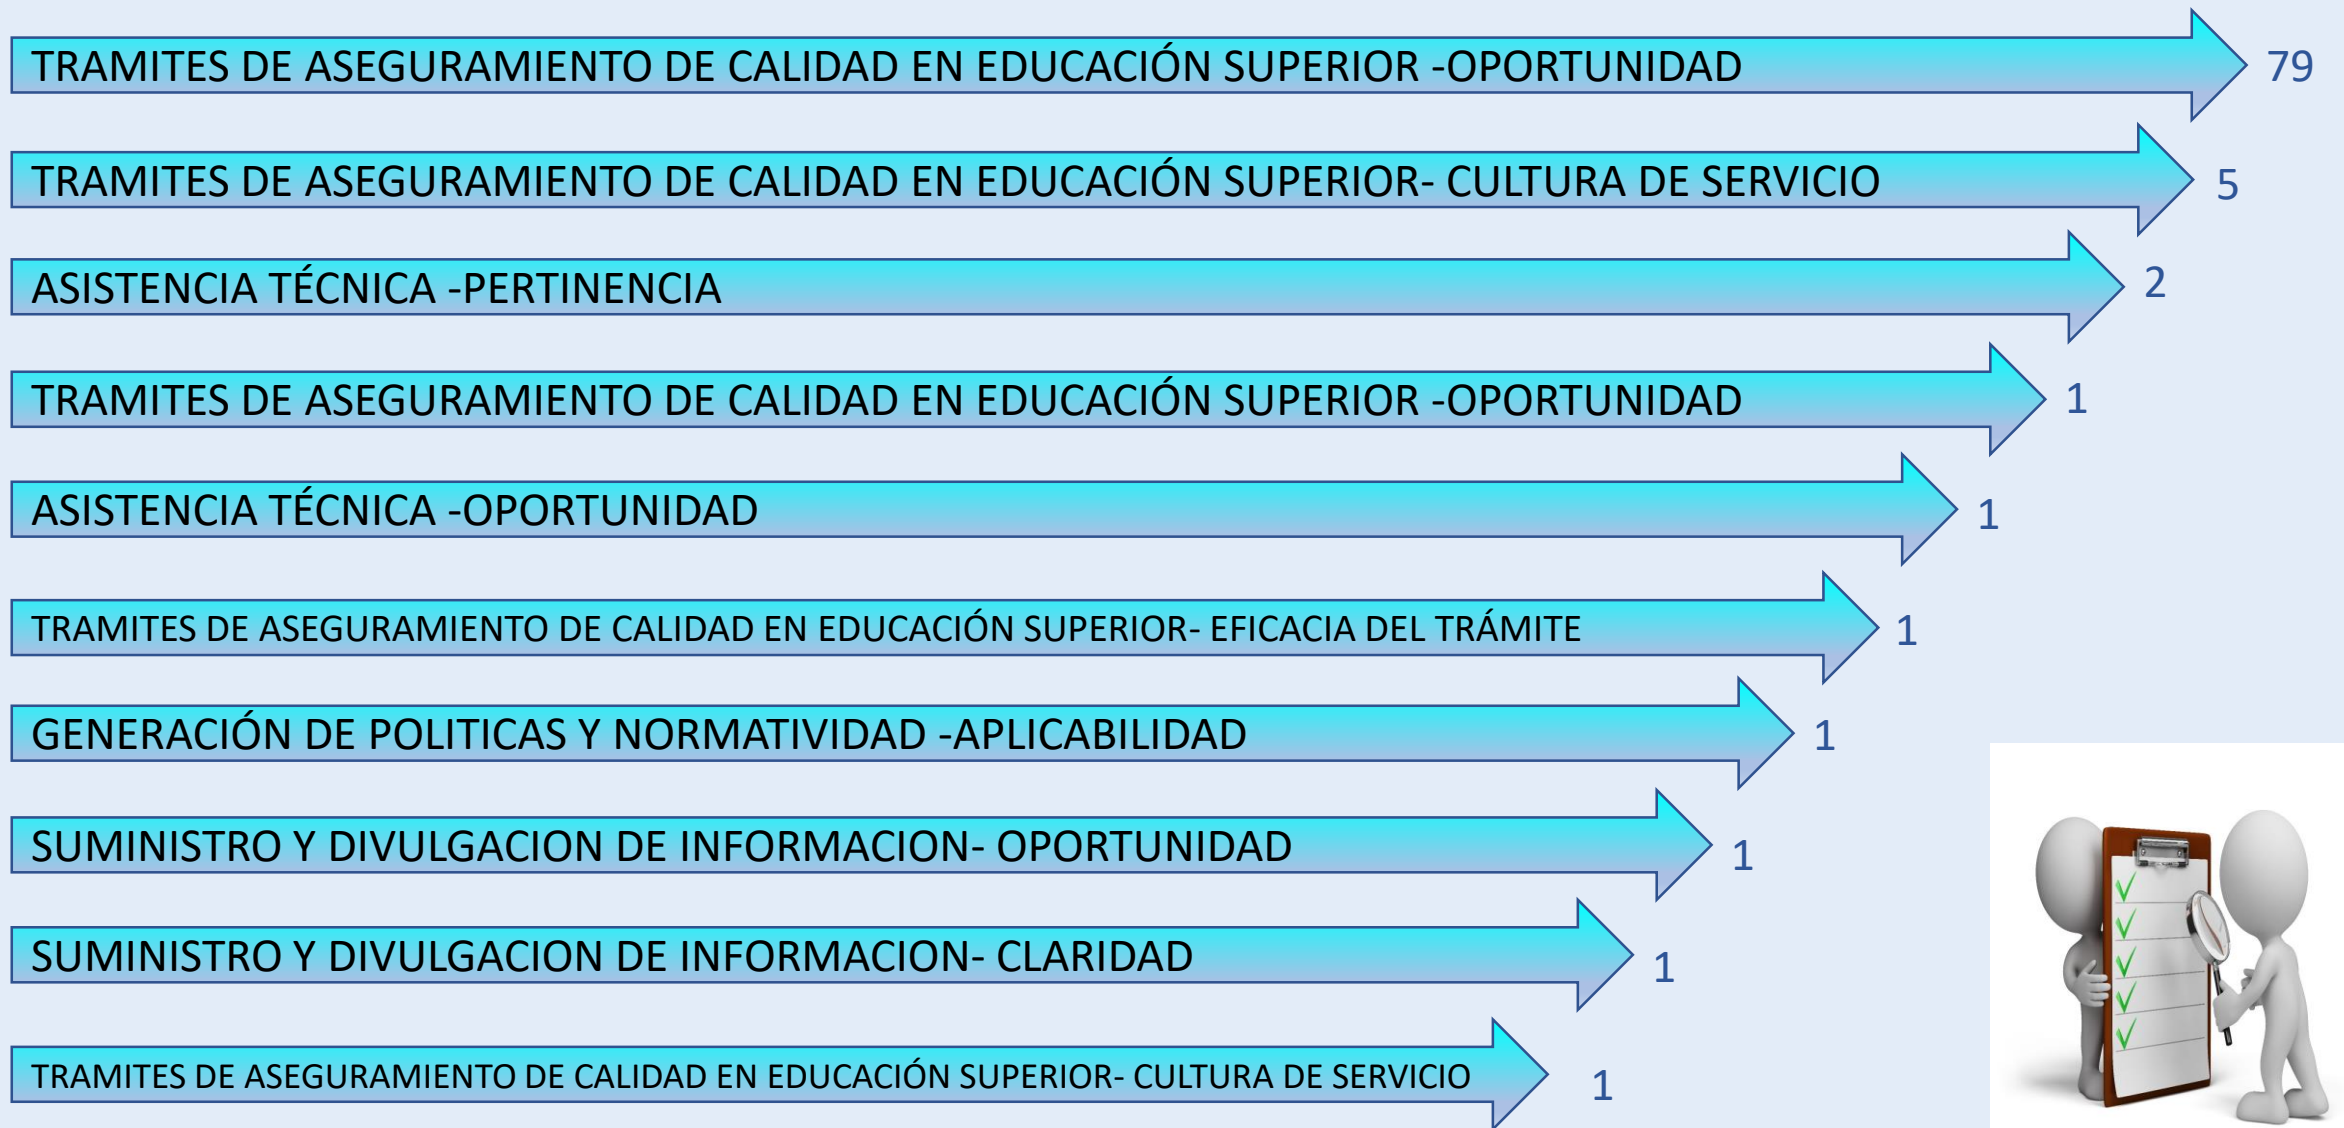 TRAMITES DE ASEGURAMIENTO DE CALIDAD EN EDUCACIÓN SUPERIOR -OPORTUNIDAD 79
TRAMITES DE ASEGURAMIENTO DE CALIDAD EN EDUCACIÓN SUPERIOR- CULTURA DE SERVICIO 5
ASISTENCIA TÉCNICA -PERTINENCIA 2
TRAMITES DE ASEGURAMIENTO DE CALIDAD EN EDUCACIÓN SUPERIOR -OPORTUNIDAD 1
ASISTENCIA TÉCNICA -OPORTUNIDAD 1
TRAMITES DE ASEGURAMIENTO DE CALIDAD EN EDUCACIÓN SUPERIOR- EFICACIA DEL TRÁMITE 1
GENERACIÓN DE POLITICAS Y NORMATIVIDAD -APLICABILIDAD 1
SUMINISTRO Y DIVULGACION DE INFORMACION- OPORTUNIDAD 1
SUMINISTRO Y DIVULGACION DE INFORMACION- CLARIDAD 1
TRAMITES DE ASEGURAMIENTO DE CALIDAD EN EDUCACIÓN SUPERIOR- CULTURA DE SERVICIO 1